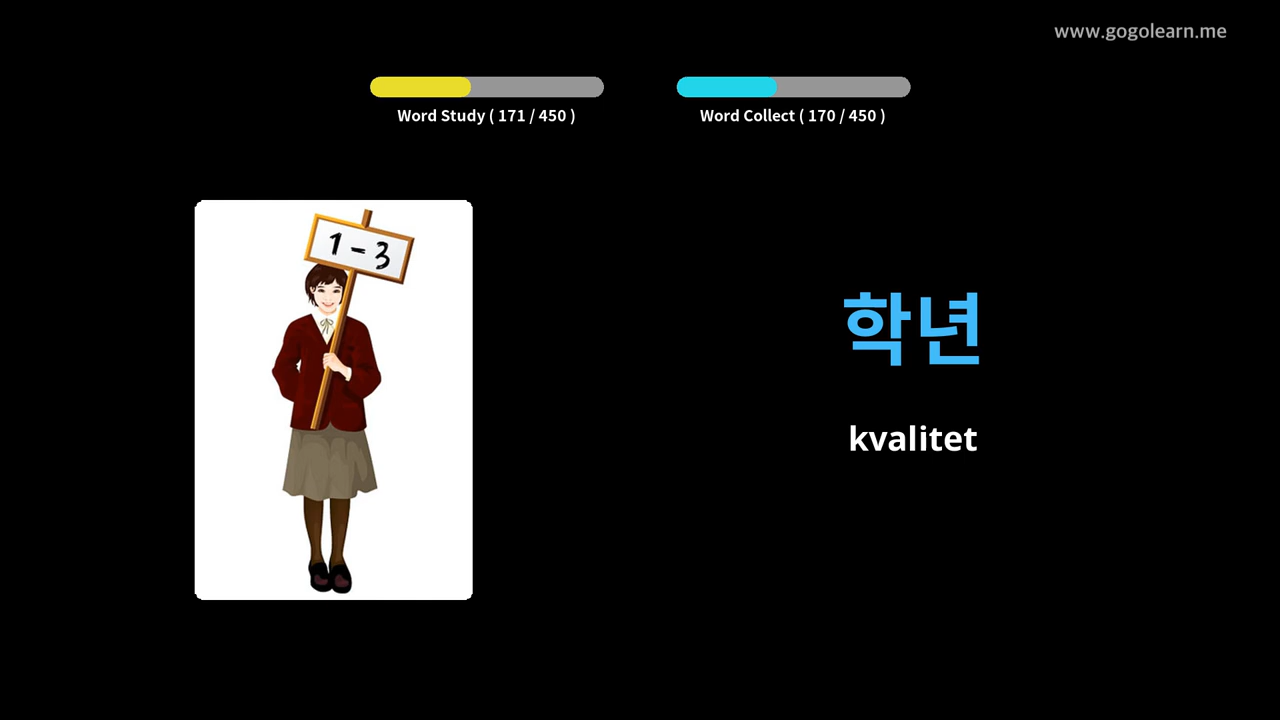 www.gogolearn.me
Word Study ( 171 / 450 )
Word Collect ( 170 / 450 )
1 - 3
학년
kvalitet